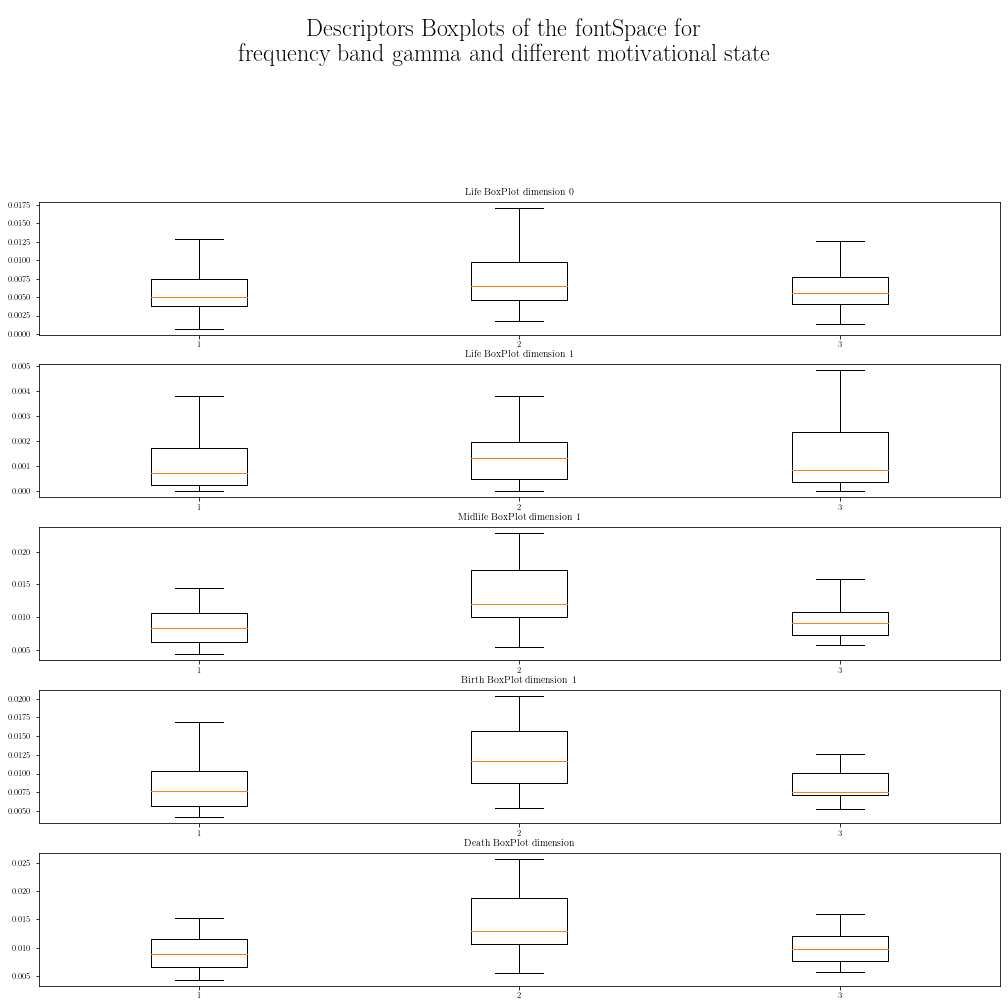 Descriptors Boxplots of the fontSpace for
frequency band gamma and different motivational state
Life BoxPlot dimension 0
0.0175
0.0150
0.0125
0.0100
0.0075
0.0050
0.0025
0.0000
1 2 3
Life BoxPlot dimension 1
0.005
0.004
0.003
0.002
0.001
0.000
1 2 3
Midlife BoxPlot dimension 1
0.020
0.015
0.010
0.005
1 2 3
Birth BoxPlot dimension 1
0.0200
0.0175
0.0150
0.0125
0.0100
0.0075
0.0050
1 2 3
Death BoxPlot dimension
0.025
0.020
0.015
0.010
0.005
1 2 3